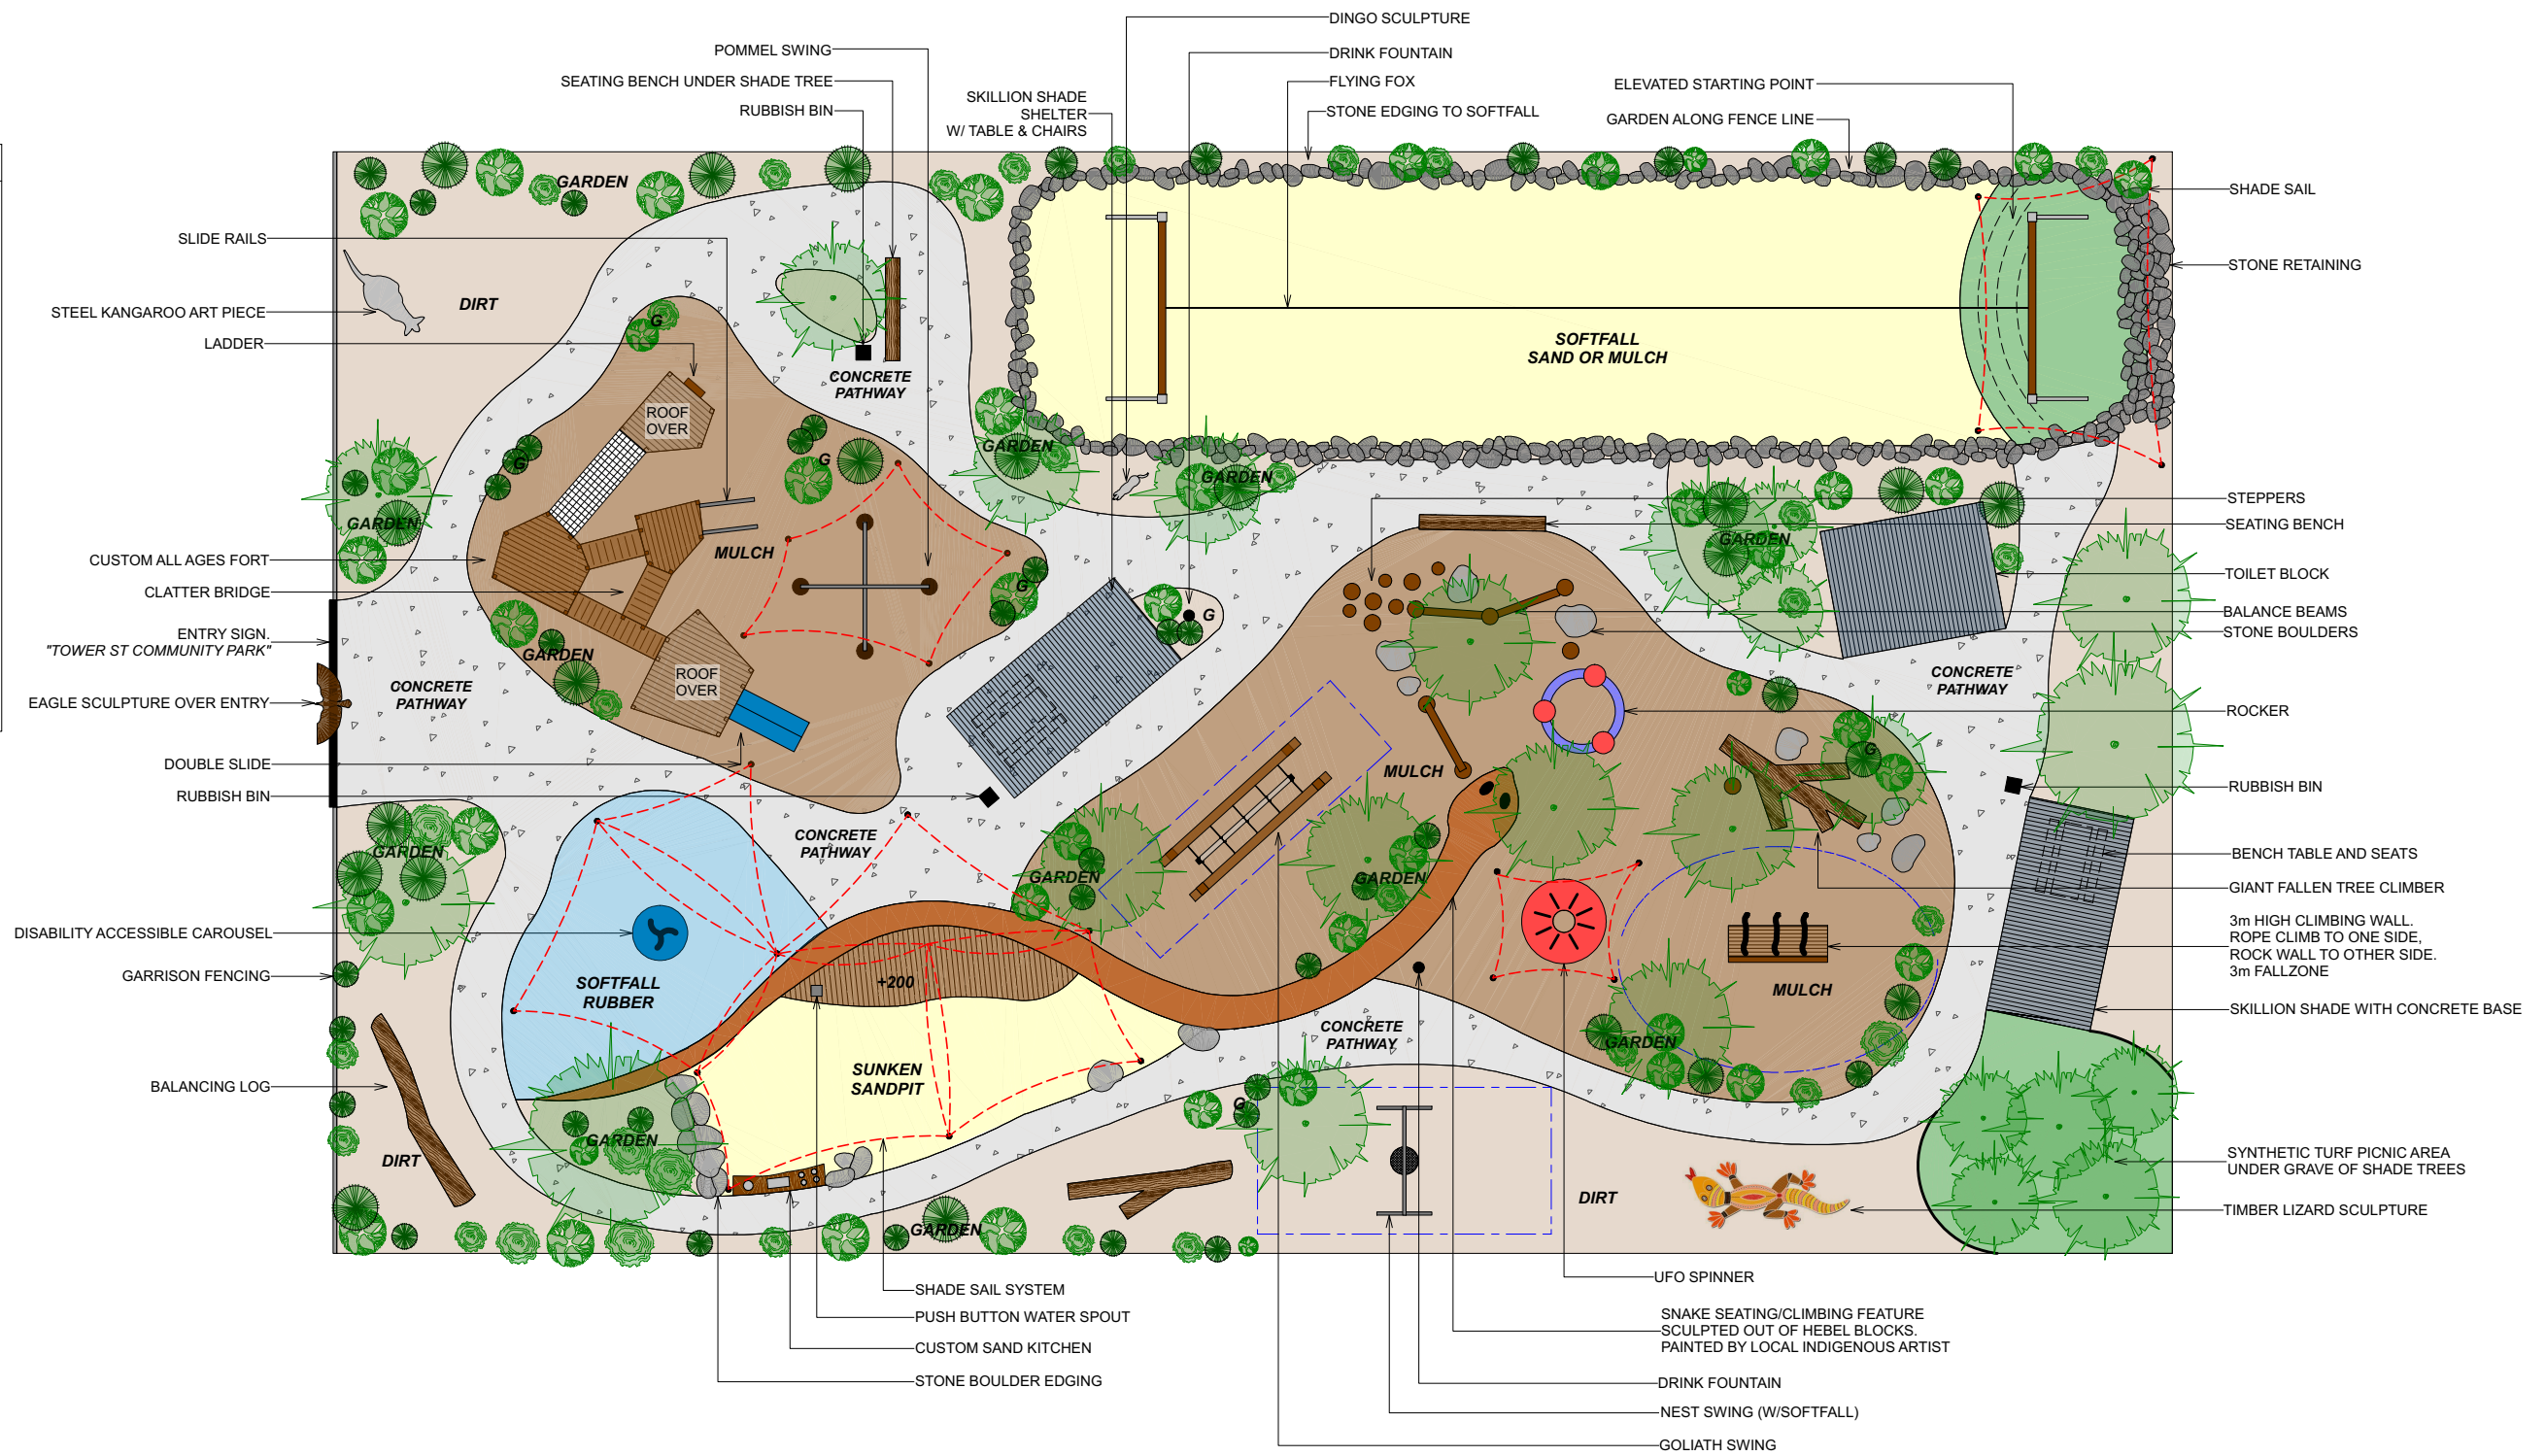 DINGO SCULPTURE
POMMEL SWING
DRINK FOUNTAIN
SEATING BENCH UNDER SHADE TREE
FLYING FOX
ELEVATED STARTING POINT
SKILLION SHADE
SHELTER
W/ TABLE & CHAIRS
RUBBISH BIN
STONE EDGING TO SOFTFALL
GARDEN ALONG FENCE LINE
GARDEN
SHADE SAIL
SLIDE RAILS
STONE RETAINING
DIRT
STEEL KANGAROO ART PIECE
G
LADDER
SOFTFALL
SAND OR MULCH
CONCRETE
PATHWAY
ROOF
OVER
GARDEN
G
G
GARDEN
STEPPERS
GARDEN
SEATING BENCH
MULCH
GARDEN
CUSTOM ALL AGES FORT
TOILET BLOCK
G
CLATTER BRIDGE
G
BALANCE BEAMS
ENTRY SIGN.
"TOWER ST COMMUNITY PARK"
STONE BOULDERS
GARDEN
ROOF
OVER
CONCRETE
PATHWAY
CONCRETE
PATHWAY
EAGLE SCULPTURE OVER ENTRY
ROCKER
G
DOUBLE SLIDE
MULCH
RUBBISH BIN
RUBBISH BIN
CONCRETE
PATHWAY
GARDEN
BENCH TABLE AND SEATS
GARDEN
GARDEN
GIANT FALLEN TREE CLIMBER
DISABILITY ACCESSIBLE CAROUSEL
3m HIGH CLIMBING WALL.
ROPE CLIMB TO ONE SIDE,
ROCK WALL TO OTHER SIDE.
3m FALLZONE
GARRISON FENCING
SOFTFALL
RUBBER
+200
MULCH
SKILLION SHADE WITH CONCRETE BASE
CONCRETE
PATHWAY
GARDEN
SUNKEN
SANDPIT
BALANCING LOG
G
GARDEN
DIRT
SYNTHETIC TURF PICNIC AREA
UNDER GRAVE OF SHADE TREES
DIRT
TIMBER LIZARD SCULPTURE
GARDEN
UFO SPINNER
SHADE SAIL SYSTEM
PUSH BUTTON WATER SPOUT
SNAKE SEATING/CLIMBING FEATURE
SCULPTED OUT OF HEBEL BLOCKS.
PAINTED BY LOCAL INDIGENOUS ARTIST
CUSTOM SAND KITCHEN
STONE BOULDER EDGING
DRINK FOUNTAIN
NEST SWING (W/SOFTFALL)
GOLIATH SWING